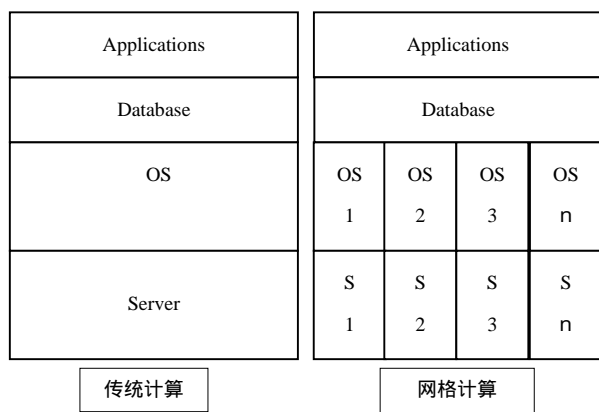 Applications
Database
OS
Server
传统计算
Applications
Database
OS OS OS OS
1 2 3 n
S S S S
1 2 3 n
网格计算